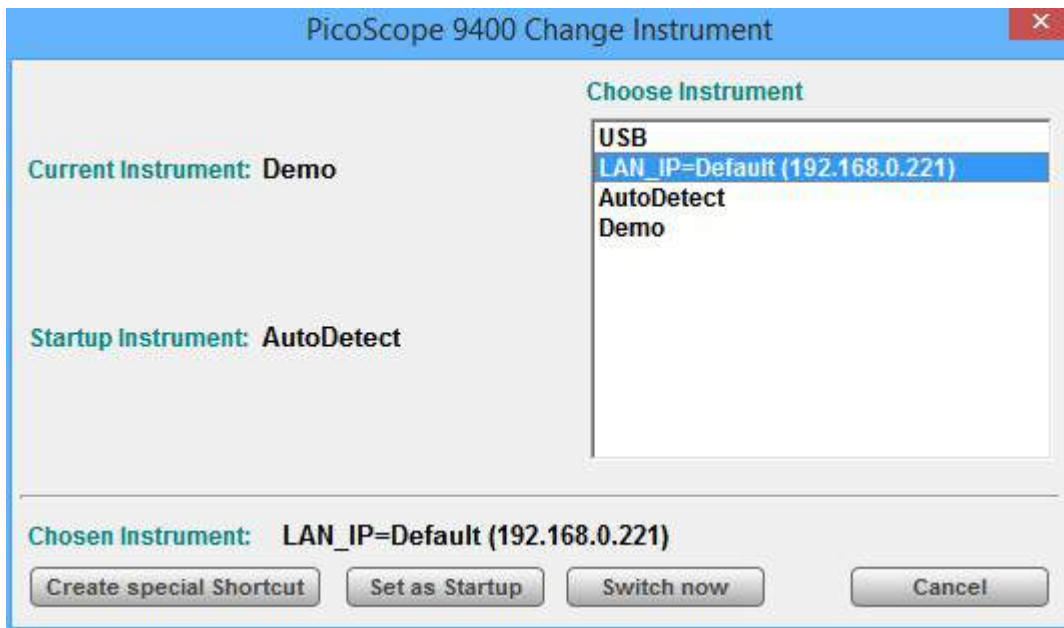 PicoScope 9400 Change Instrument
Choose Instrument
USB
LAN_IP=Default (192.168.0.221)
AutoDetect
Demo
Current Instrument: Demo
Startup Instrument: AutoDetect
Chosen Instrument: LAN_IP=Default (192.168.0.221)
Create special Shortcut Set as Startup Switch now Cancel